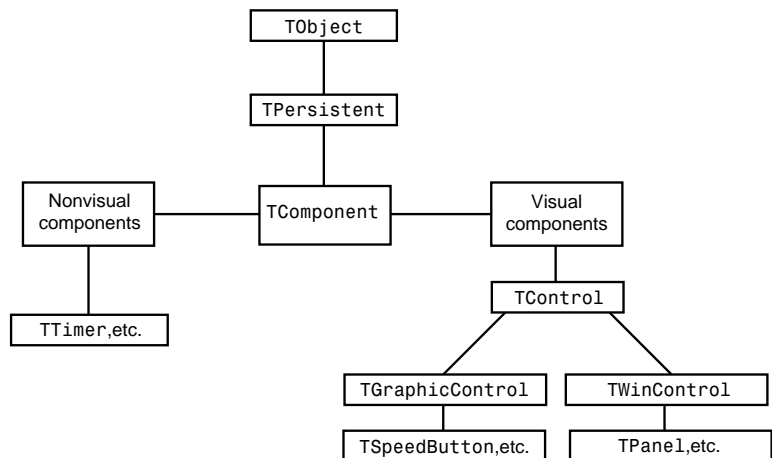 TObject
TPersistent
Nonvisual
components
TComponent
Visual
components
TControl
TTimer,etc.
TGraphicControl
TWinControl
TSpeedButton,etc.
TPanel,etc.